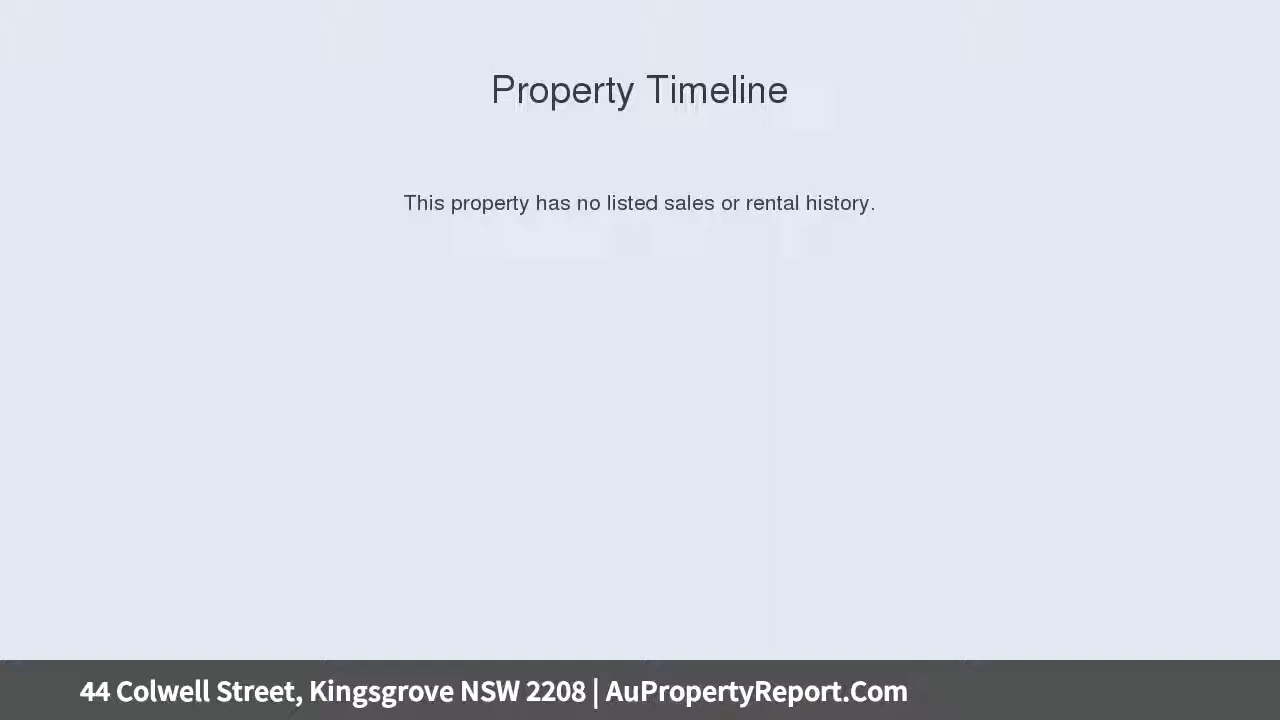 Property Timeline
This property has no listed sales or rental history.
44 Colwell Street, Kingsgrove NSW 2208 | AuPropertyReport.Com